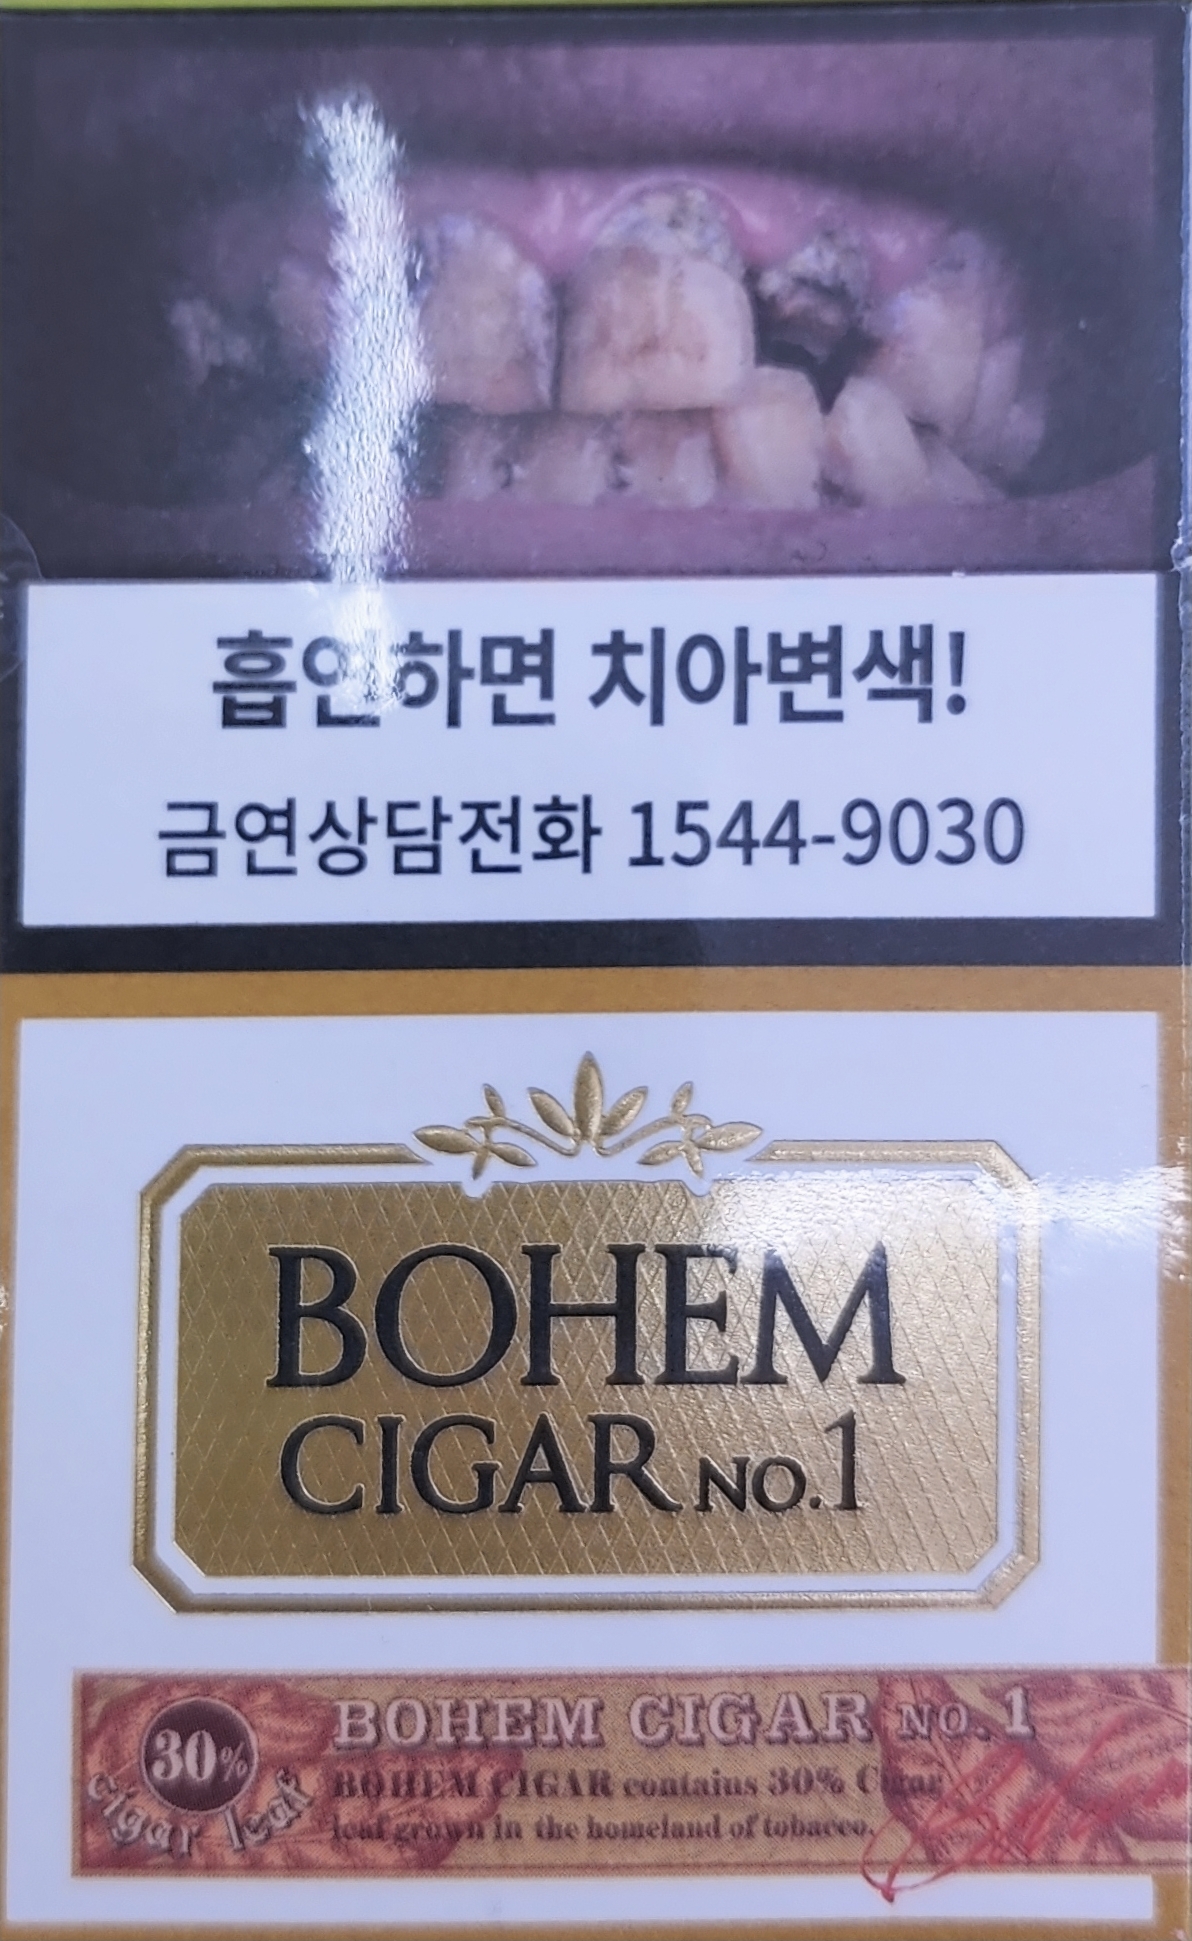 흡연하면 치아변색!
금연상담전화 1544-9030
BOHEM
CIGAR NO.1
30%
cigar leaf
BOHEM CIGAR NO.1
BOHEM CIGAR contains 30% Cigar
leaf grown in the homeland of tobacco.